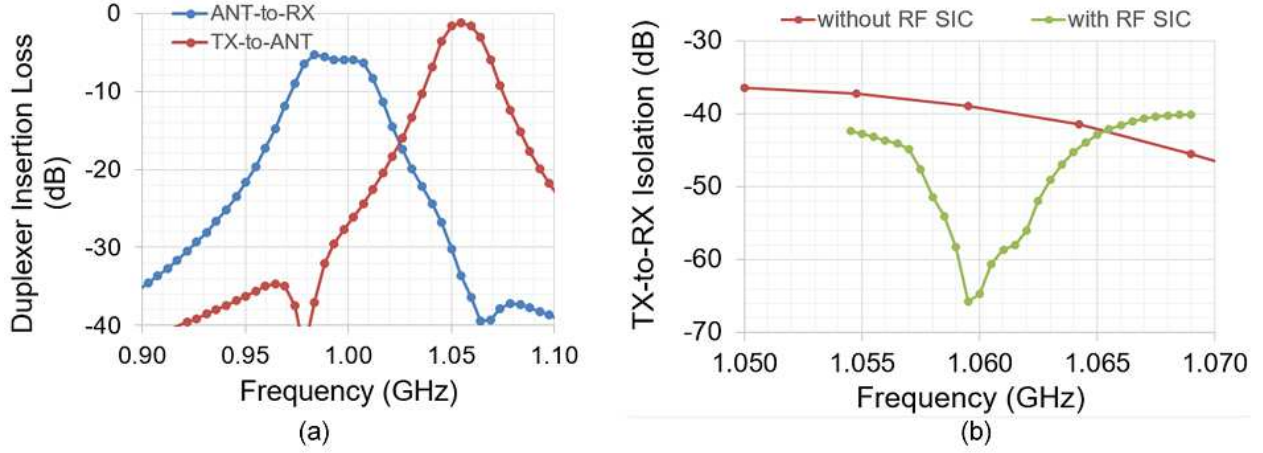 ANT-to-RX
TX-to-ANT
Duplexer Insertion Loss
(dB)
0
-10
-20
-30
-40
0.90
0.95
1.00
1.05
1.10
Frequency (GHz)
(a)
without RF SIC
with RF SIC
TX-to-RX Isolation (dB)
-30
-40
-50
-60
-70
1.050
1.055
1.060
1.065
1.070
Frequency (GHz)
(b)